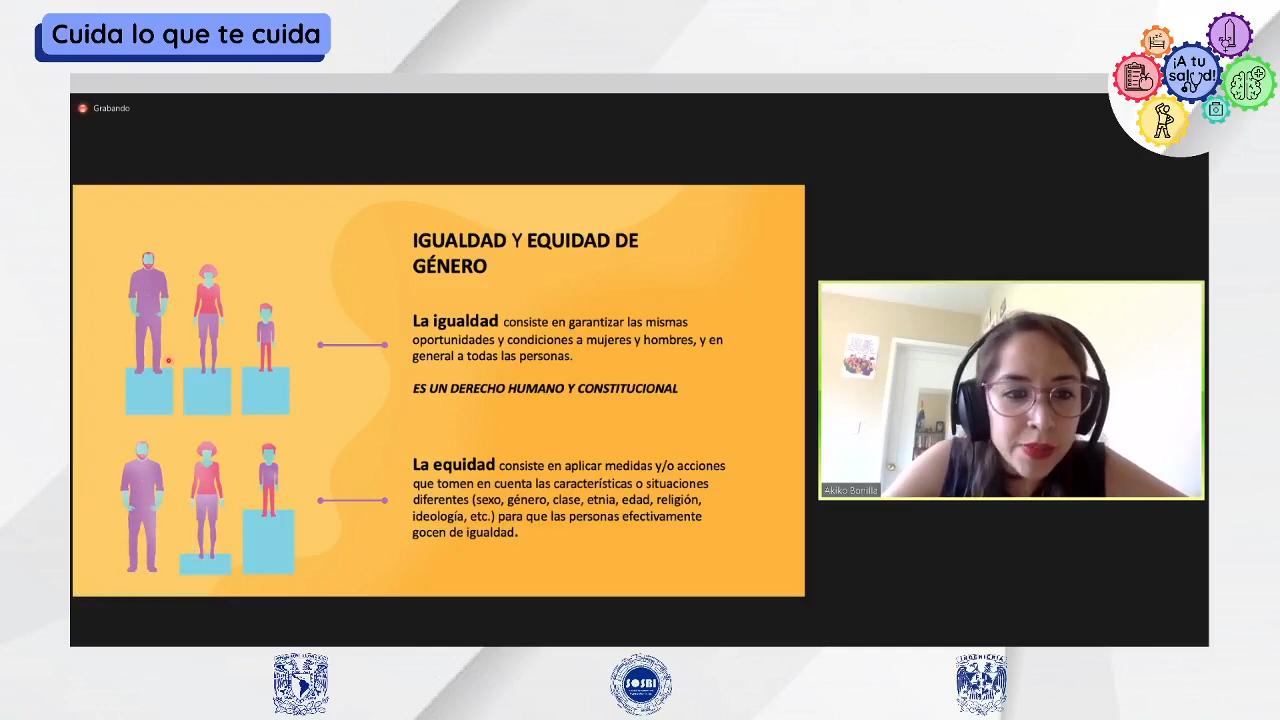 Cuida lo que te cuida
¡A tu
salud!
Grabando
IGUALDAD Y EQUIDAD DE
GÉNERO
La igualdad consiste en garantizar las mismas
oportunidades y condiciones a mujeres y hombres, y en
general a todas las personas.
ES UN DERECHO HUMANO Y CONSTITUCIONAL
La equidad consiste en aplicar medidas y/o acciones
que tomen en cuenta las características o situaciones
diferentes (sexo, género, clase, etnia, edad, religión,
ideología, etc.) para que las personas efectivamente
gocen de igualdad.
Akiko Bonilla
SOSRI
INGENIERIA